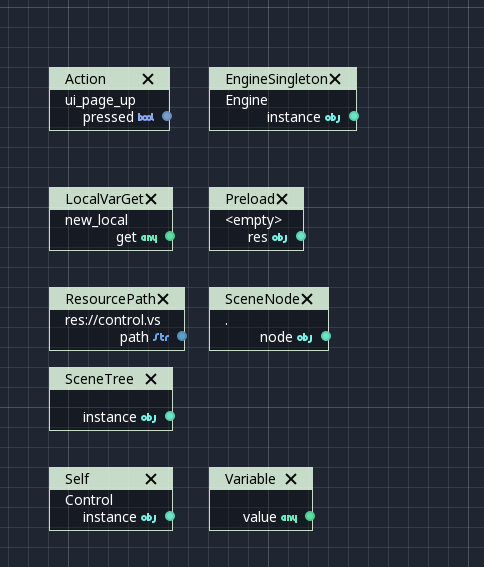 Action
EngineSingleton
ui_page_up
Engine
pressed bool
instance obj
LocalVarGet
Preload
new_local
<empty>
get any
res obj
ResourcePath
SceneNode
res://control.vs
.
path str
node obj
SceneTree
instance obj
Self
Variable
Control
instance obj
value any